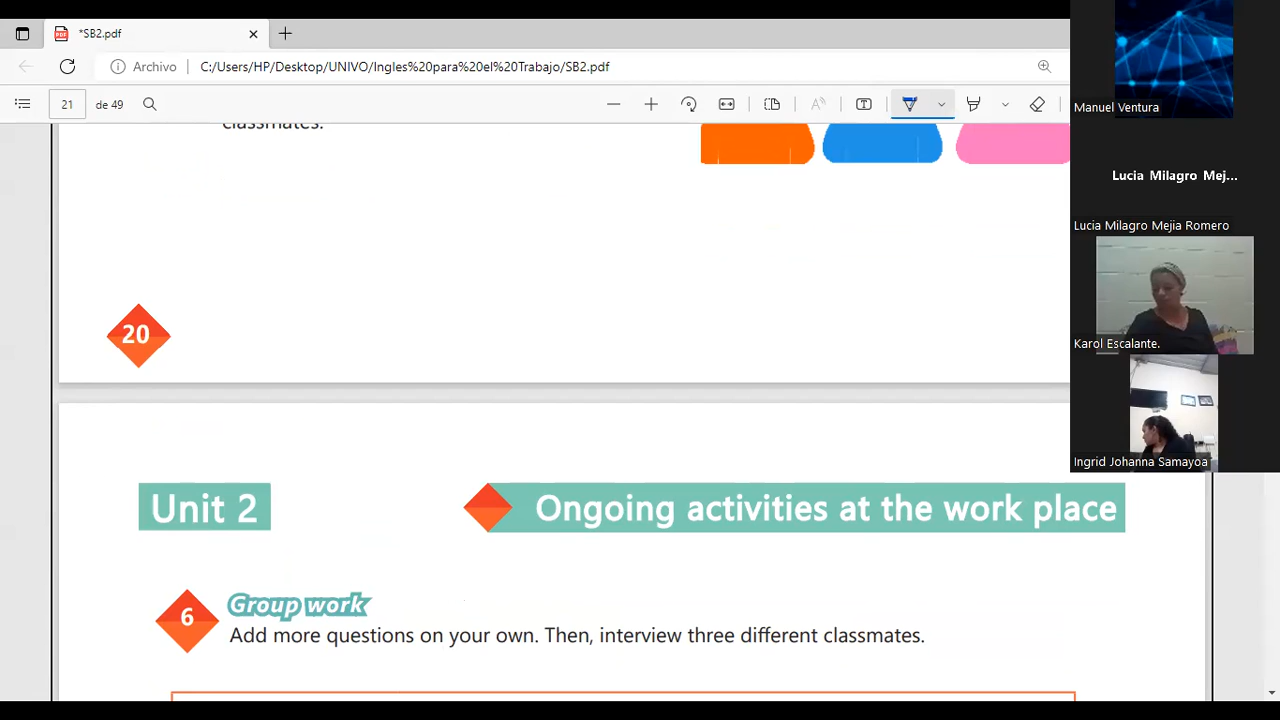 *SB2.pdf
Archivo
C:/Users/HP/Desktop/UNIVO/Ingles%20para%20el%20Trabajo/SB2.pdf
21
de 49
classmates.
20
Unit 2
Ongoing activities at the work place
6
Group work
Add more questions on your own. Then, interview three different classmates.
Manuel Ventura
Lucia Milagro Mej...
Lucia Milagro Mejia Romero
Karol Escalante.
Ingrid Johanna Samayoa